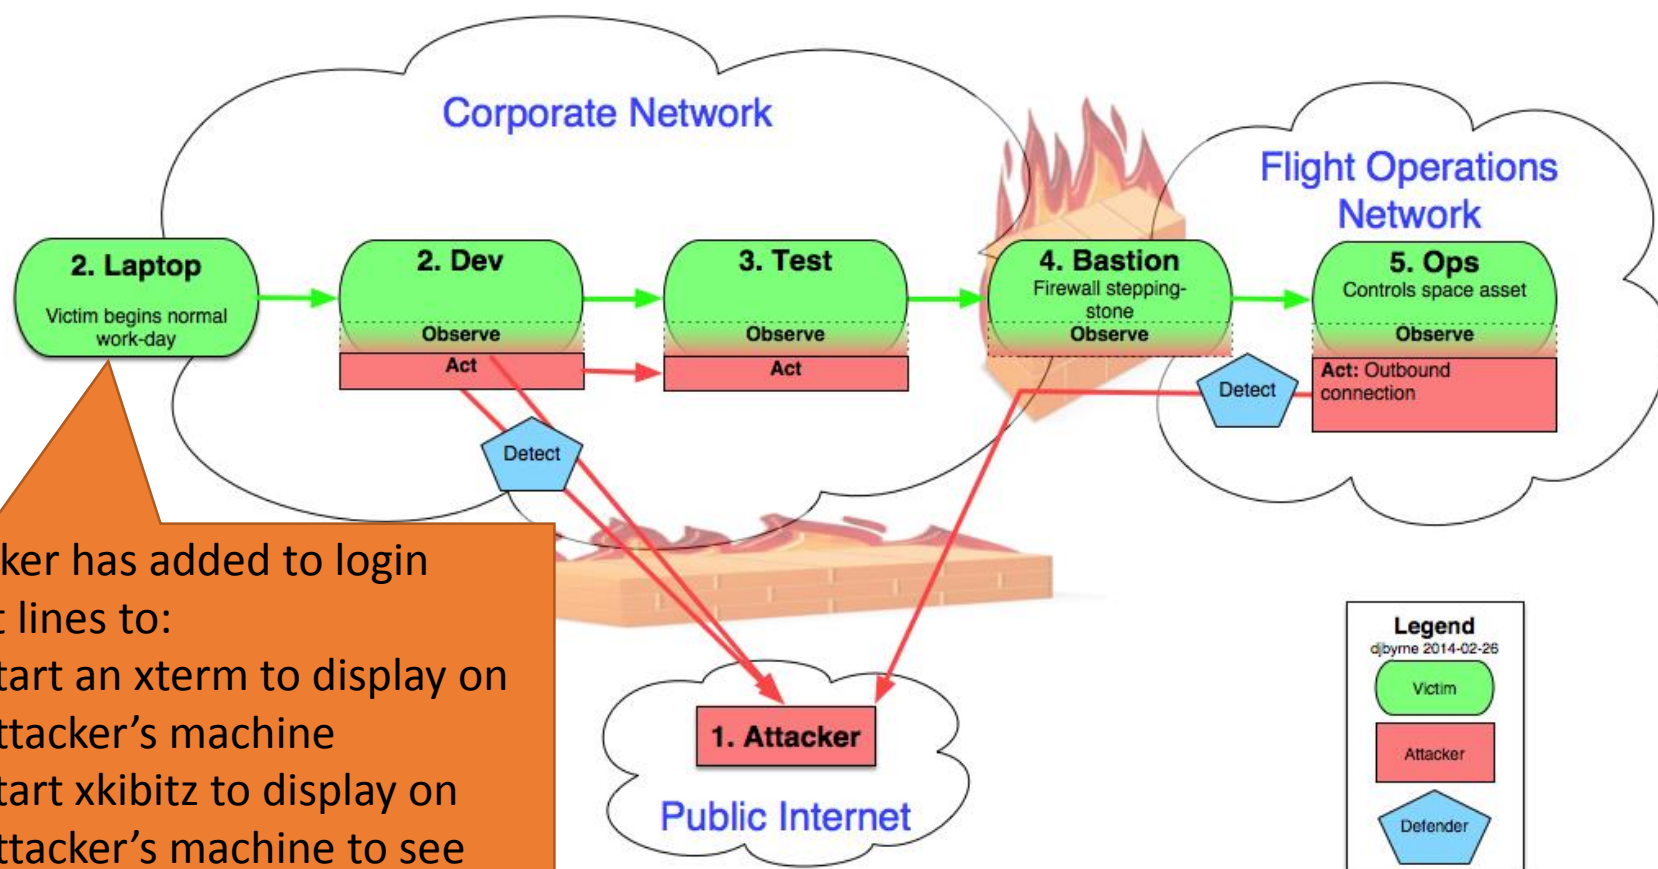 Corporate Network
Flight Operations
Network
2. Laptop
Victim begins normal
work-day
2. Dev
Observe
Act
3. Test
Observe
Act
4. Bastion
Firewall stepping-
stone
Observe
5. Ops
Controls space asset
Observe
Act: Outbound
connection
Detect
Detect
ker has added to login
t lines to:
tart an xterm to display on
ttacker’s machine
tart xkibitz to display on
ttacker’s machine to see
1. Attacker
Public Internet
Legend
djbyrne 2014-02-26
Victim
Attacker
Defender